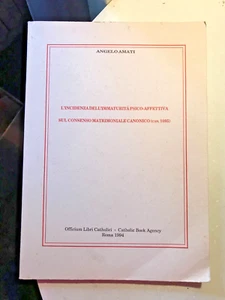 ANGELO AMATI
L'INCIDENZA DELL'IMMATURITÀ PSICO-AFFETTIVA
SUL CONSENSO MATRIMONIALE CANONICO (can. 1095)
Officium Libri Catholici - Catholic Book Agency
Roma 1994